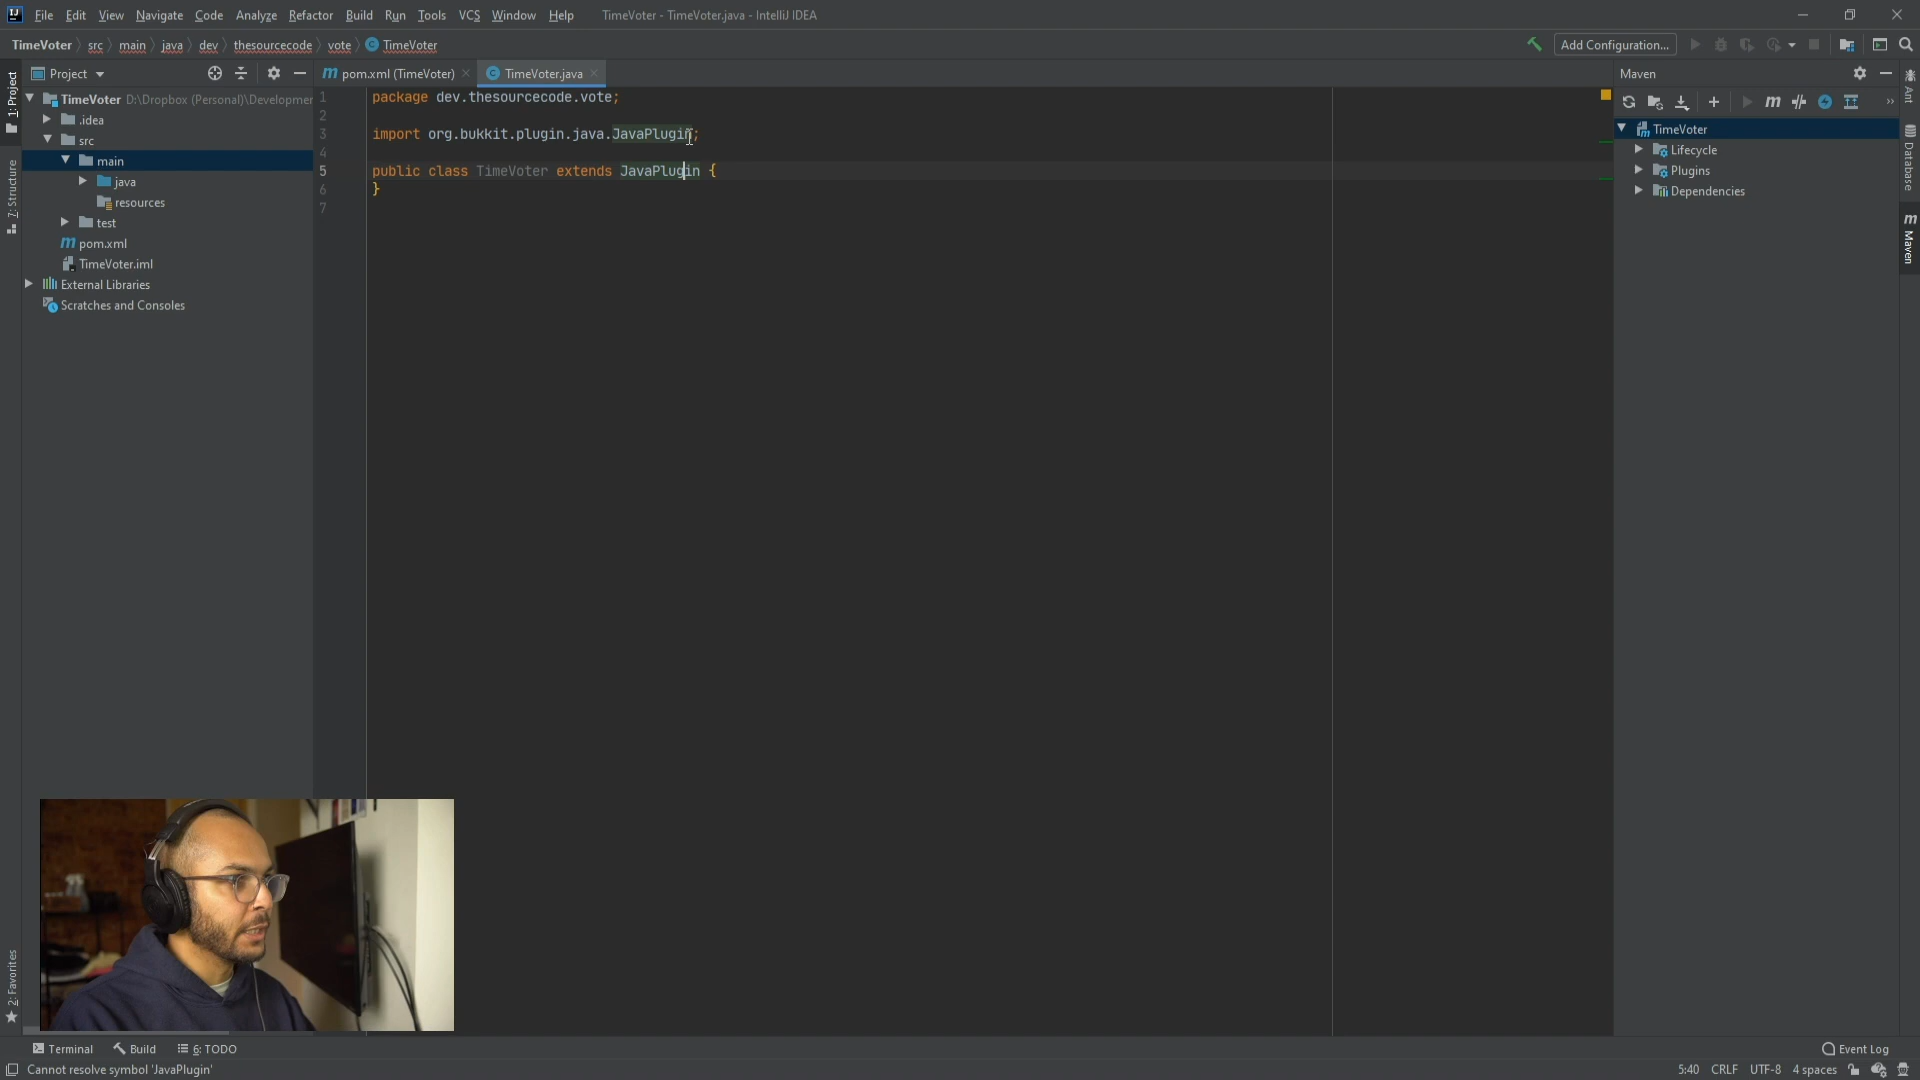 File Edit View Navigate Code Analyze Refactor Build Run Tools VCS Window Help TimeVoter - TimeVoter.java - IntelliJ IDEA
TimeVoter src main java dev thesourcecode vote TimeVoter Add Configuration...
1: Project
Project
pom.xml (TimeVoter) TimeVoter.java
Maven
Ant
TimeVoter D:\Dropbox (Personal)\Developmer
.idea
src
main
java
resources
test
pom.xml
TimeVoter.iml
External Libraries
Scratches and Consoles
1 package dev.thesourcecode.vote;
2
3 import org.bukkit.plugin.java.JavaPlugin;
4
5 public class TimeVoter extends JavaPlugin {
6 }
7
TimeVoter
Lifecycle
Plugins
Dependencies
Database
Maven
7: Structure
2: Favorites
Terminal Build 6: TODO Event Log
Cannot resolve symbol 'JavaPlugin' 5:40 CRLF UTF-8 4 spaces